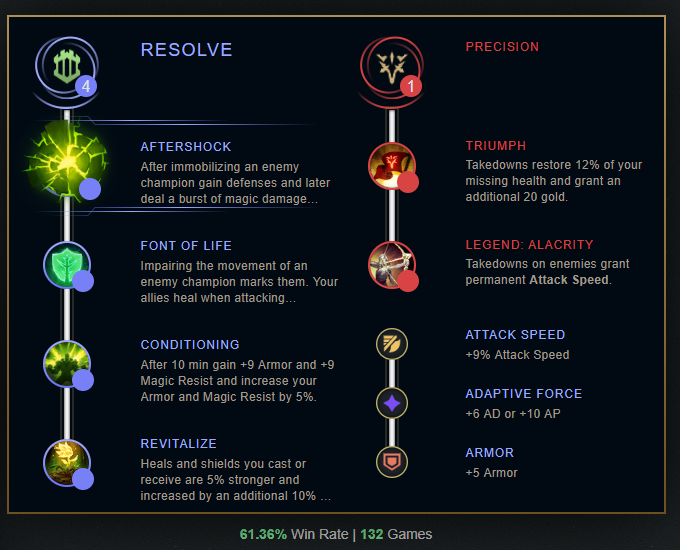 RESOLVE
4
AFTERSHOCK
After immobilizing an enemy
champion gain defenses and later
deal a burst of magic damage...
FONT OF LIFE
Impairing the movement of an
enemy champion marks them. Your
allies heal when attacking...
CONDITIONING
After 10 min gain +9 Armor and +9
Magic Resist and increase your
Armor and Magic Resist by 5%.
REVITALIZE
Heals and shields you cast or
receive are 5% stronger and
increased by an additional 10% ...
PRECISION
1
TRIUMPH
Takedowns restore 12% of your
missing health and grant an
additional 20 gold.
LEGEND: ALACRITY
Takedowns on enemies grant
permanent Attack Speed.
ATTACK SPEED
+9% Attack Speed
ADAPTIVE FORCE
+6 AD or +10 AP
ARMOR
+5 Armor
61.36% Win Rate | 132 Games